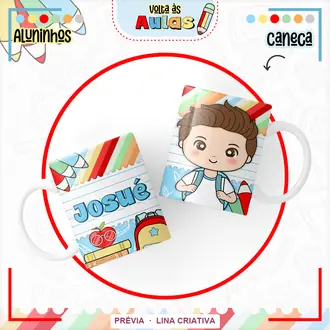 Aluninhos
VOLTA ÀS
Aulas
CANECA
Josué
PRÉVIA · LINA CRIATIVA